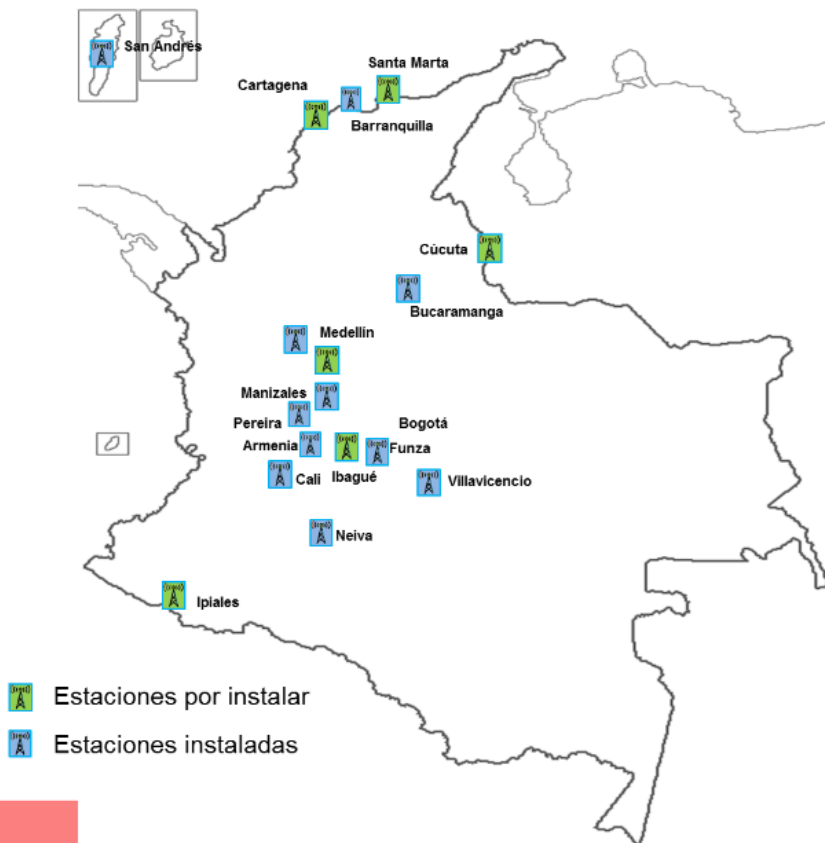 San Andrés
Santa Marta
Cartagena
Barranquilla
Cúcuta
Bucaramanga
Medellín
Manizales
Pereira
Bogotá
Armenia
Funza
Ibagué
Cali
Villavicencio
Neiva
Ipiales
Estaciones por instalar
Estaciones instaladas